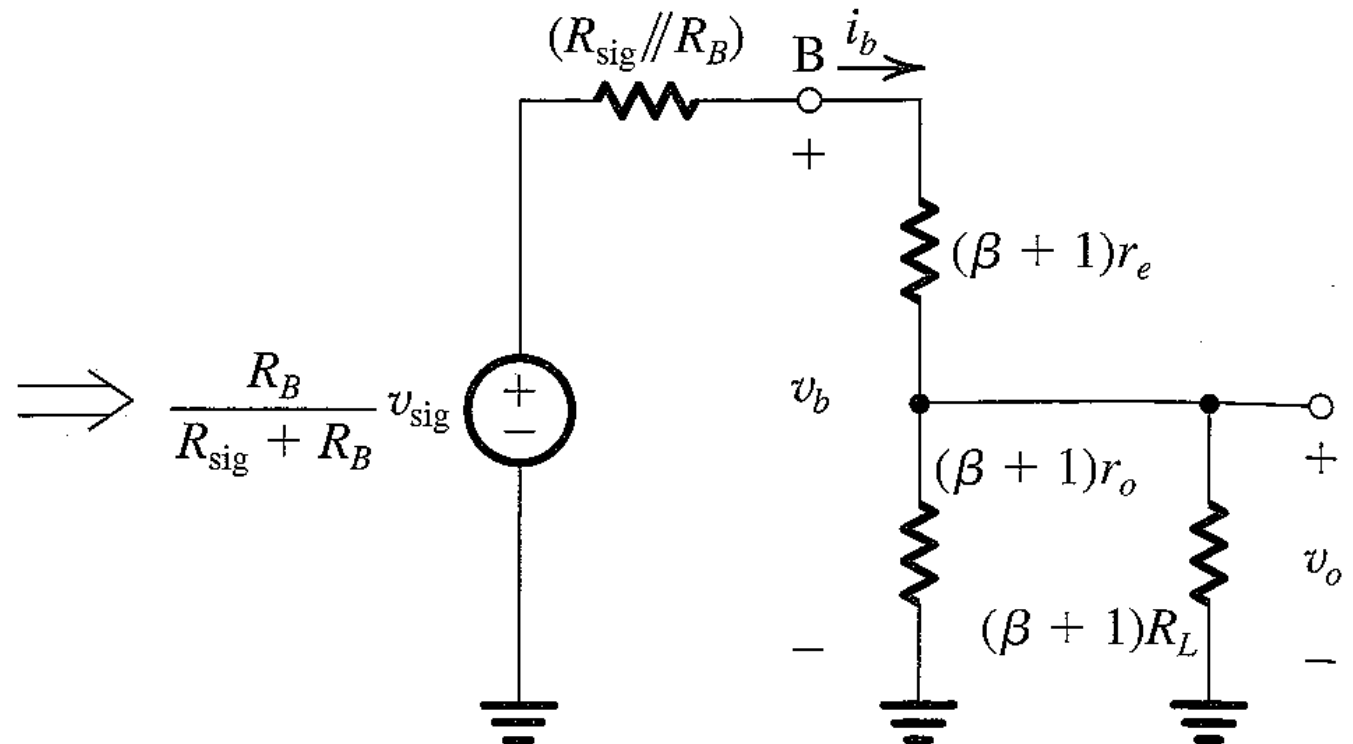 (R_sig//R_B)
B
i_b
+
(β + 1)r_e
R_B
R_sig + R_B
v_sig
+
−
v_b
(β + 1)r_o
+
v_o
(β + 1)R_L
−
−